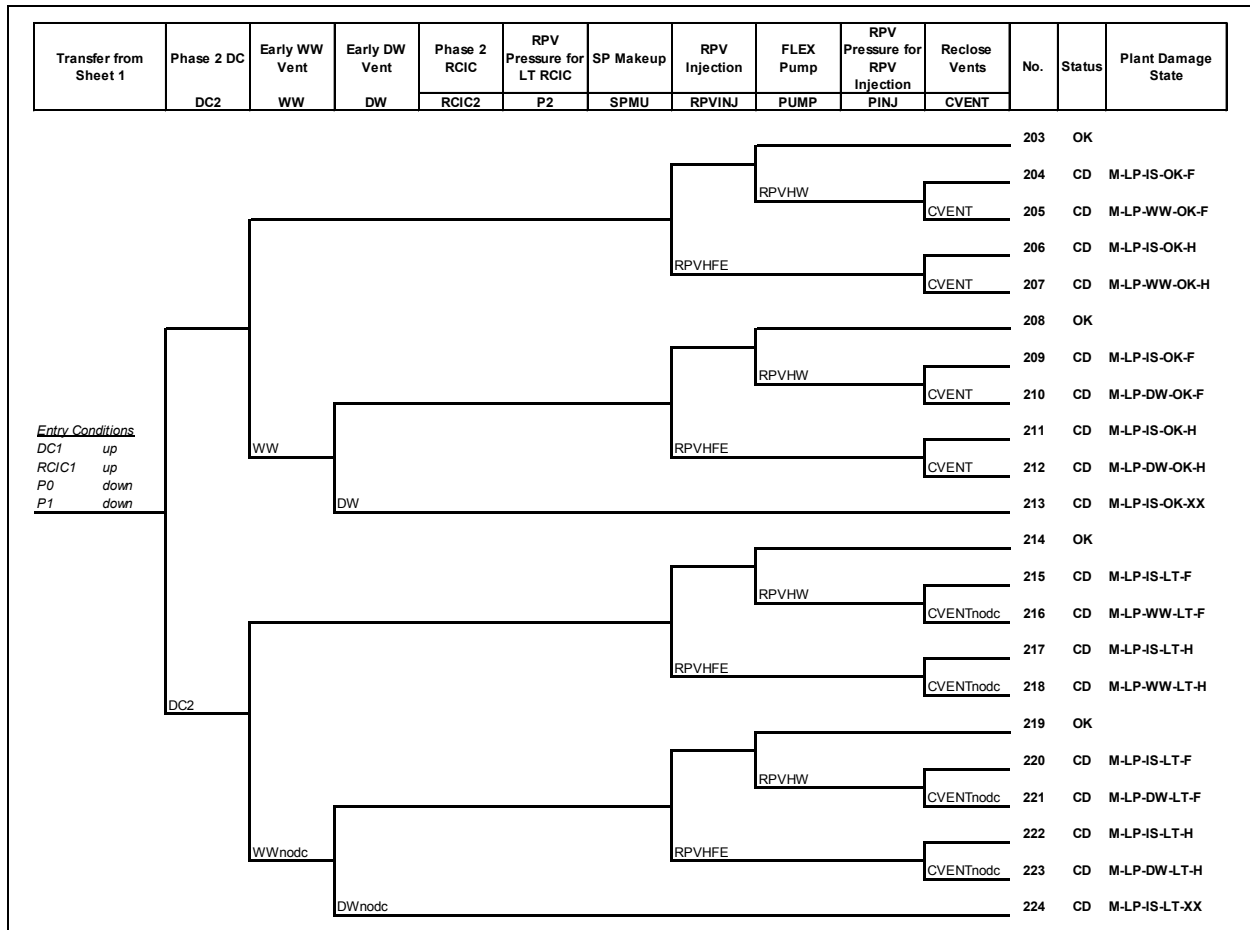 Transfer from Sheet 1 Phase 2 DC Early WW Vent Early DW Vent Phase 2 RCIC RPV Pressure for LT RCIC SP Makeup RPV Injection FLEX Pump RPV Pressure for RPV Injection Reclose Vents No. Status Plant Damage State
DC2 WW DW RCIC2 P2 SPMU RPVINJ PUMP PINJ CVENT
203 OK
204 CD M-LP-IS-OK-F
RPVHW
CVENT 205 CD M-LP-WW-OK-F
206 CD M-LP-IS-OK-H
RPVHFE
CVENT 207 CD M-LP-WW-OK-H
208 OK
209 CD M-LP-IS-OK-F
RPVHW
CVENT 210 CD M-LP-DW-OK-F
Entry Conditions
211 CD M-LP-IS-OK-H
DC1 up
WW
RPVHFE
RCIC1 up
CVENT 212 CD M-LP-DW-OK-H
P0 down
P1 down
DW
213 CD M-LP-IS-OK-XX
214 OK
215 CD M-LP-IS-LT-F
RPVHW
CVENTnodc 216 CD M-LP-WW-LT-F
217 CD M-LP-IS-LT-H
RPVHFE
CVENTnodc 218 CD M-LP-WW-LT-H
DC2
219 OK
220 CD M-LP-IS-LT-F
RPVHW
CVENTnodc 221 CD M-LP-DW-LT-F
222 CD M-LP-IS-LT-H
WWnodc
RPVHFE
CVENTnodc 223 CD M-LP-DW-LT-H
DWnodc
224 CD M-LP-IS-LT-XX